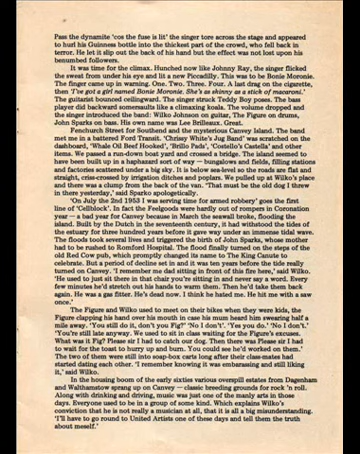 Pass the dynamite 'cos the fuse is lit' the singer tore across the stage and appeared
to hurl his Guinness bottle into the thickest part of the crowd, who fell back in
terror. He let it slip out the back of his hand but the effect was not lost upon his
benumbed followers.
It was time for the climax. Hunched now like Johnny Ray, the singer flicked
the sweat from under his eye and lit a new Piccadilly. This was to be Bonie Moronie.
The finger came up in warning. One. Two. Three. Four. A last drag on the cigarette,
then 'I've got a girl named Bonie Moronie. She's as skinny as a stick of macaroni.'
The guitarist bounced ceilingward. The singer struck Teddy Boy poses. The bass
player did backward somersaults like a climaxing koala. The volume dropped and
the singer introduced the band: Wilko Johnson on guitar, The Figure on drums,
John Sparks on bass. His own name was Lee Brilleaux. Great.
Fenchurch Street for Southend and the mysterious Canvey Island. The band
met me in a battered Ford Transit. 'Chrissy White's Jug Band' was scratched on the
dashboard, 'Whale Oil Beef Hooked', 'Brillo Pads', 'Costello's Castella' and other
items. We passed a run-down boat yard and crossed a bridge. The island seemed to
have been built up in a haphazard sort of way — bungalows and fields, filling stations
and factories scattered under a big sky. It is below sea-level so the roads are flat and
straight, criss-crossed by irrigation ditches and poplars. We pulled up at Wilko's place
and there was a clump from the back of the van. 'That must be the old dog I threw
in there yesterday,' said Sparko apologetically.
'On July the 2nd 1953 I was serving time for armed robbery' goes the first
line of 'Cellblock'. In fact the Feelgoods were hardly out of rompers in Coronation
year — a bad year for Canvey because in March the seawall broke, flooding the
island. Built by the Dutch in the seventeenth century, it had withstood the tides of
the estuary for three hundred years before it gave way under an immense tidal wave.
The floods took several lives and triggered the birth of John Sparks, whose mother
had to be rushed to Romford Hospital. The flood finally turned on the steps of the
old Red Cow pub, which promptly changed its name to The King Canute to
celebrate. But a period of decline set in and it was ten years before the tide really
turned on Canvey. 'I remember me dad sitting in front of this fire here,' said Wilko.
'He used to just sit there in that chair you're sitting in and never say a word. Every
few minutes he'd stretch out his hands to warm them. Then he'd take them back
again. He was a gas fitter. He's dead now. I think he hated me. He hit me with a saw
once.'
The Figure and Wilko used to meet on their bikes when they were kids, the
Figure clapping his hand over his mouth in case his mum heard him swearing half a
mile away. 'You still do it, don't you Fig?' 'No I don't.' 'Yes you do.' 'No I don't.'
'You're still late anyway. We used to sit in class waiting for the Figure's excuses.
What was it Fig? Please sir I had to catch our dog. Then there was Please sir I had
to wait for the toast to hurry up and burn. You could see he'd worked on them.'
The two of them were still into soap-box carts long after their class-mates had
started dating each other. 'I remember knowing it was embarassing and still liking
it,' said Wilko.
In the housing boom of the early sixties various overspill estates from Dagenham
and Walthamstow sprang up on Canvey — classic breeding grounds for rock 'n roll.
Along with drinking and driving, music was just one of the manly arts in those
days. Everyone used to be in a group of some kind. Which explains Wilko's
conviction that he is not really a musician at all, that it is all a big misunderstanding.
'I'll have to go round to United Artists one of these days and tell them the truth
about meself.'